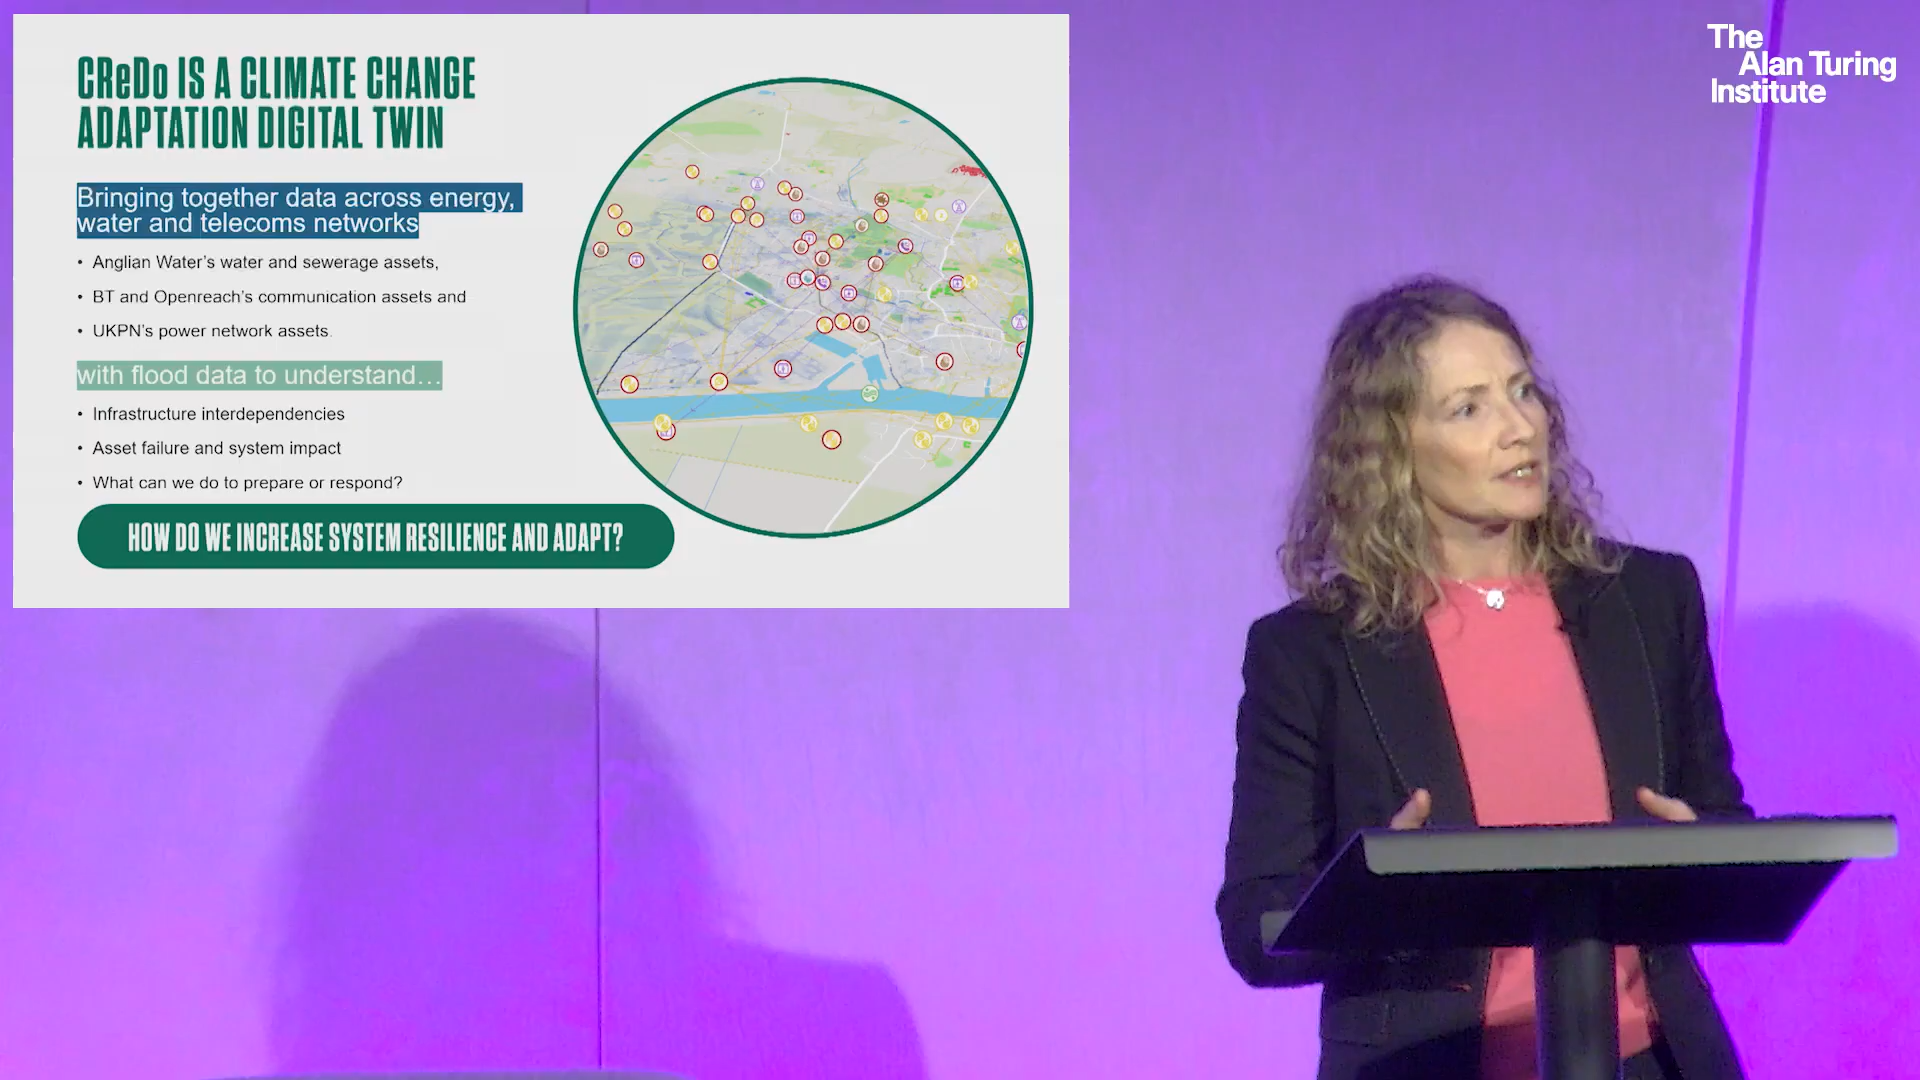 CReDo IS A CLIMATE CHANGE
ADAPTATION DIGITAL TWIN
Bringing together data across energy,
water and telecoms networks
• Anglian Water’s water and sewerage assets,
• BT and Openreach’s communication assets and
• UKPN’s power network assets.
with flood data to understand…
• Infrastructure interdependencies
• Asset failure and system impact
• What can we do to prepare or respond?
HOW DO WE INCREASE SYSTEM RESILIENCE AND ADAPT?
The
Alan Turing
Institute